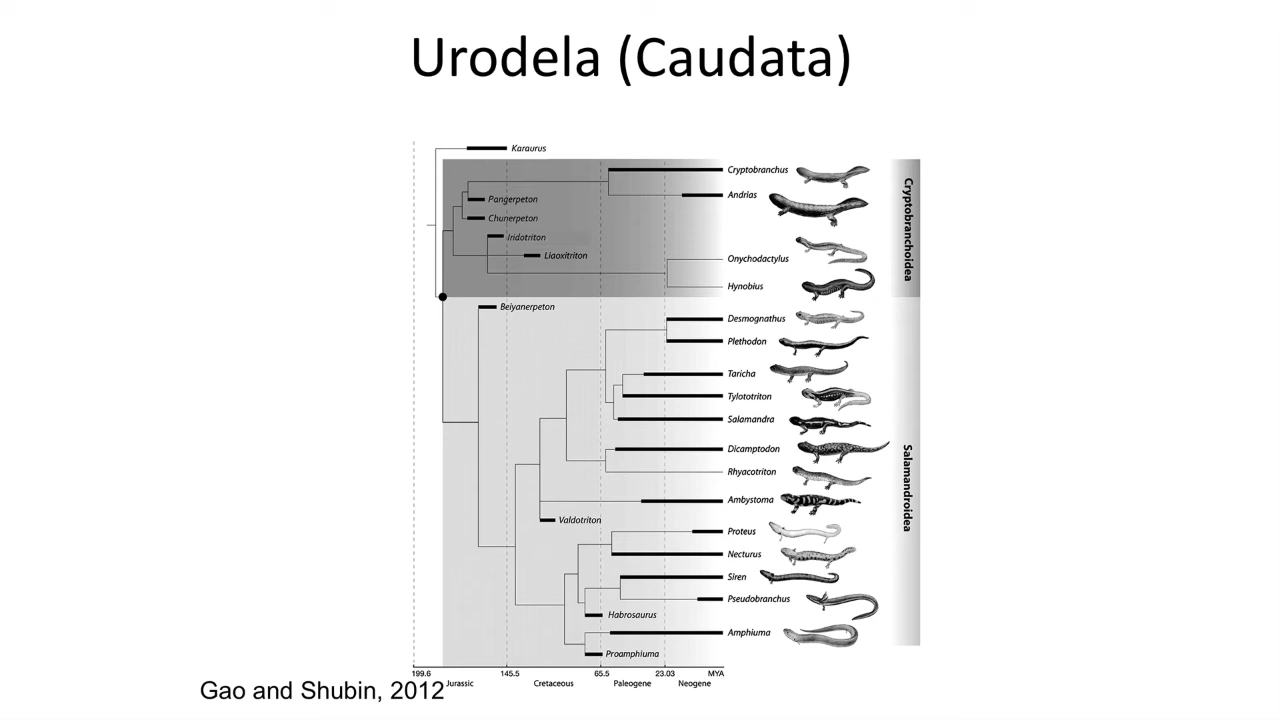 Urodela (Caudata)
Karaurus
Cryptobranchus
Andrias
Pangerpeton
Chunerpeton
Iridotriton
Liaoxitriton
Onychodactylus
Hynobius
Cryptobranchoidea
Beiyanerpeton
Desmognathus
Plethodon
Taricha
Tylototriton
Salamandra
Dicamptodon
Rhyacotriton
Ambystoma
Valdotriton
Proteus
Necturus
Siren
Pseudobranchus
Habrosaurus
Amphiuma
Proamphiuma
Salamandroidea
199.6 145.5 65.5 23.03 MYA
Jurassic Cretaceous Paleogene Neogene
Gao and Shubin, 2012